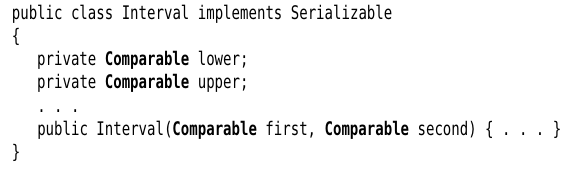 public class Interval implements Serializable
{
private Comparable lower;
private Comparable upper;
. . .
public Interval(Comparable first, Comparable second) { . . . }
}